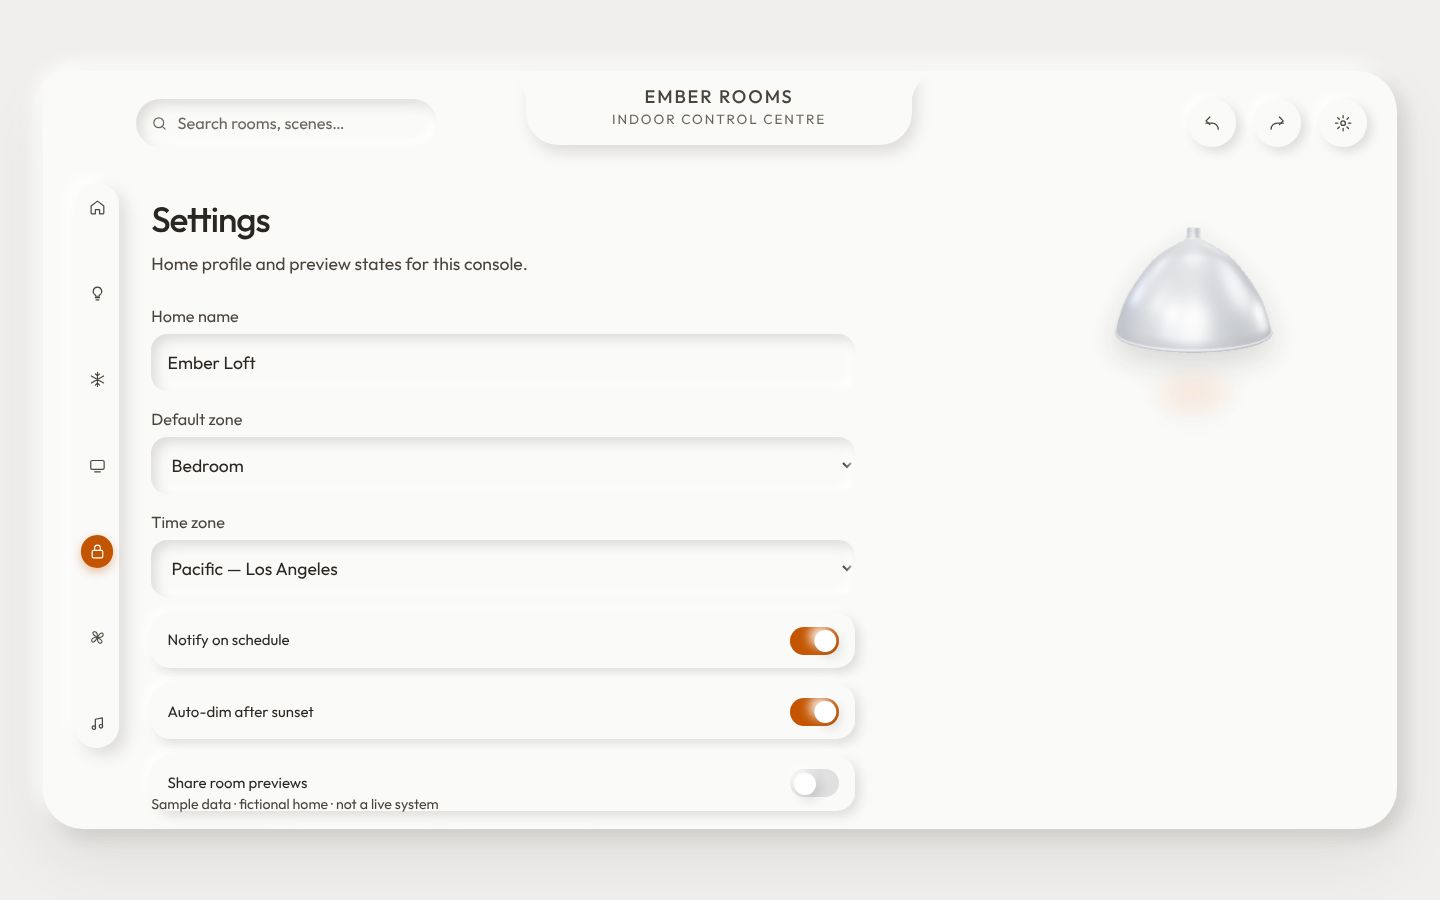 EMBER ROOMS
INDOOR CONTROL CENTRE
Search rooms, scenes...
Settings
Home profile and preview states for this console.
Home name
Ember Loft
Default zone
Bedroom
Time zone
Pacific — Los Angeles
Notify on schedule
Auto-dim after sunset
Share room previews
Sample data · fictional home · not a live system